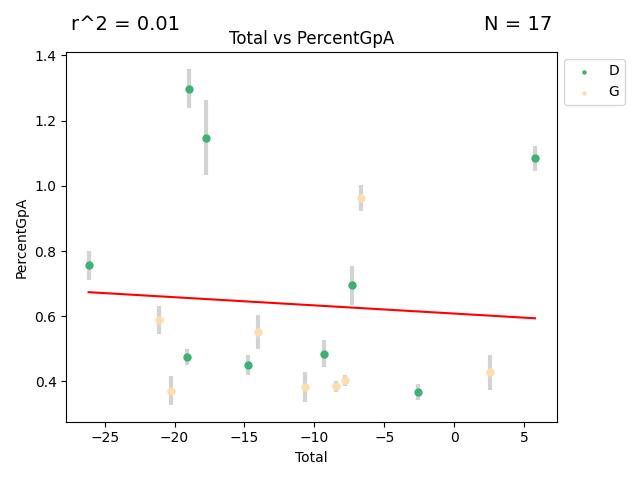 r^2 = 0.01
N = 17
Total vs PercentGpA
D
G
1.4
1.2
1.0
0.8
0.6
0.4
PercentGpA
−25
−20
−15
−10
−5
0
5
Total